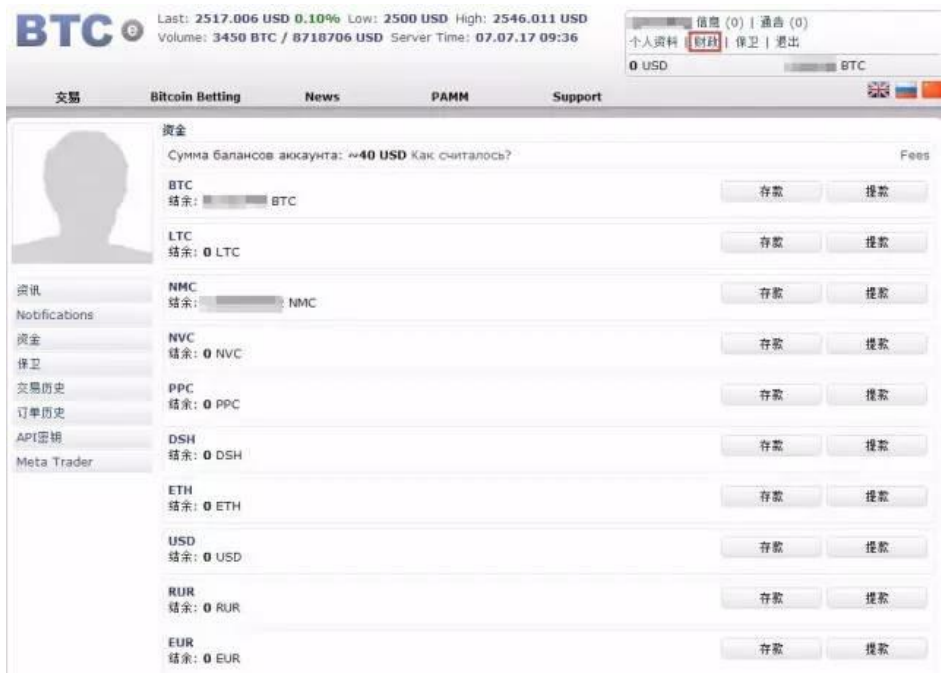 BTC e
Last: 2517.006 USD 0.10% Low: 2500 USD High: 2546.011 USD
Volume: 3450 BTC / 8718706 USD Server Time: 07.07.17 09:36
信息 (0) | 通告 (0)
个人资料 | 财政 | 保卫 | 退出
0 USD BTC
交易 Bitcoin Betting News PAMM Support
资金
Сумма балансов аккаунта: ~40 USD Как считалось? Fees
BTC
结余: BTC
存款 提款
LTC
结余: 0 LTC
存款 提款
NMC
结余: NMC
存款 提款
NVC
结余: 0 NVC
存款 提款
PPC
结余: 0 PPC
存款 提款
DSH
结余: 0 DSH
存款 提款
ETH
结余: 0 ETH
存款 提款
USD
结余: 0 USD
存款 提款
RUR
结余: 0 RUR
存款 提款
EUR
结余: 0 EUR
存款 提款
资讯
Notifications
资金
保卫
交易历史
订单历史
API密钥
Meta Trader